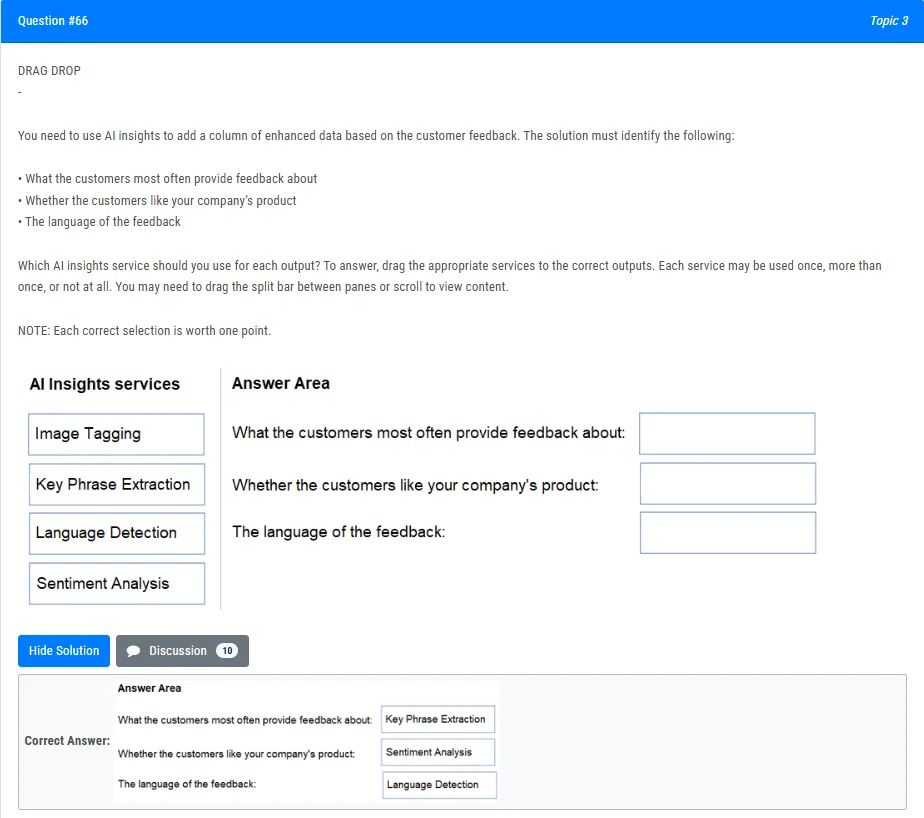 Question #66
Topic 3
DRAG DROP
-
You need to use AI insights to add a column of enhanced data based on the customer feedback. The solution must identify the following:
• What the customers most often provide feedback about
• Whether the customers like your company's product
• The language of the feedback
Which AI insights service should you use for each output? To answer, drag the appropriate services to the correct outputs. Each service may be used once, more than
once, or not at all. You may need to drag the split bar between panes or scroll to view content.
NOTE: Each correct selection is worth one point.
AI Insights services
Image Tagging
Key Phrase Extraction
Language Detection
Sentiment Analysis
Answer Area
What the customers most often provide feedback about:
Whether the customers like your company's product:
The language of the feedback:
Hide Solution
Discussion 10
Correct Answer:
Answer Area
What the customers most often provide feedback about: Key Phrase Extraction
Whether the customers like your company's product: Sentiment Analysis
The language of the feedback: Language Detection